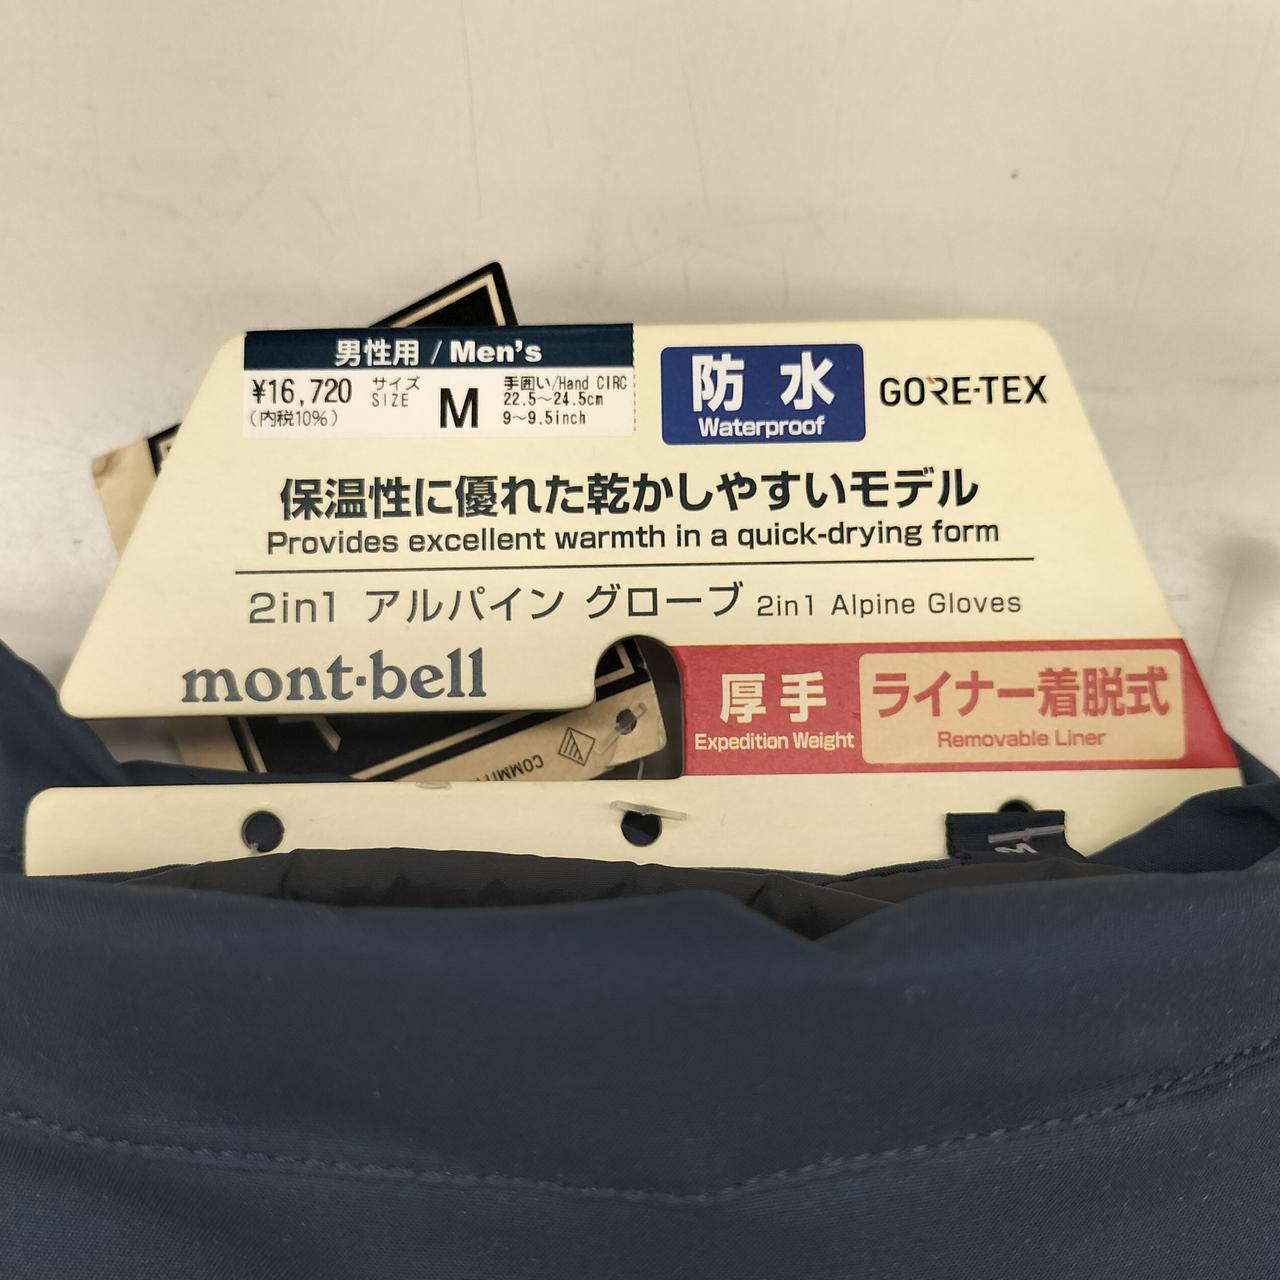 男性用 / Men's
¥16,720
(内税10%)
サイズ
SIZE
M
手囲い/Hand CIRC
22.5~24.5cm
9~9.5inch
防水
Waterproof
GORE-TEX
保温性に優れた乾かしやすいモデル
Provides excellent warmth in a quick-drying form
2in1 アルパイン グローブ 2in1 Alpine Gloves
mont·bell
厚手
Expedition Weight
ライナー着脱式
Removable Liner